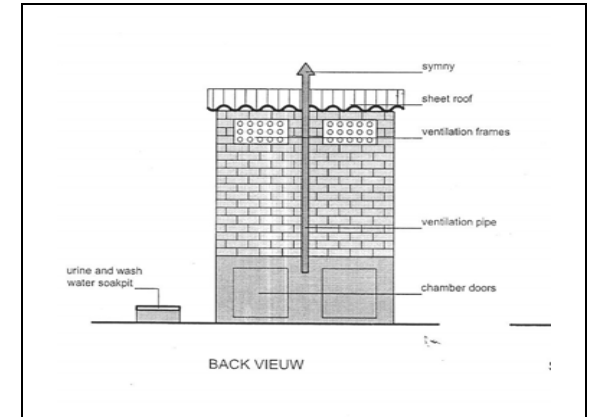 symny
sheet roof
ventilation frames
ventilation pipe
urine and wash
water soakpit
chamber doors
BACK VIEUW